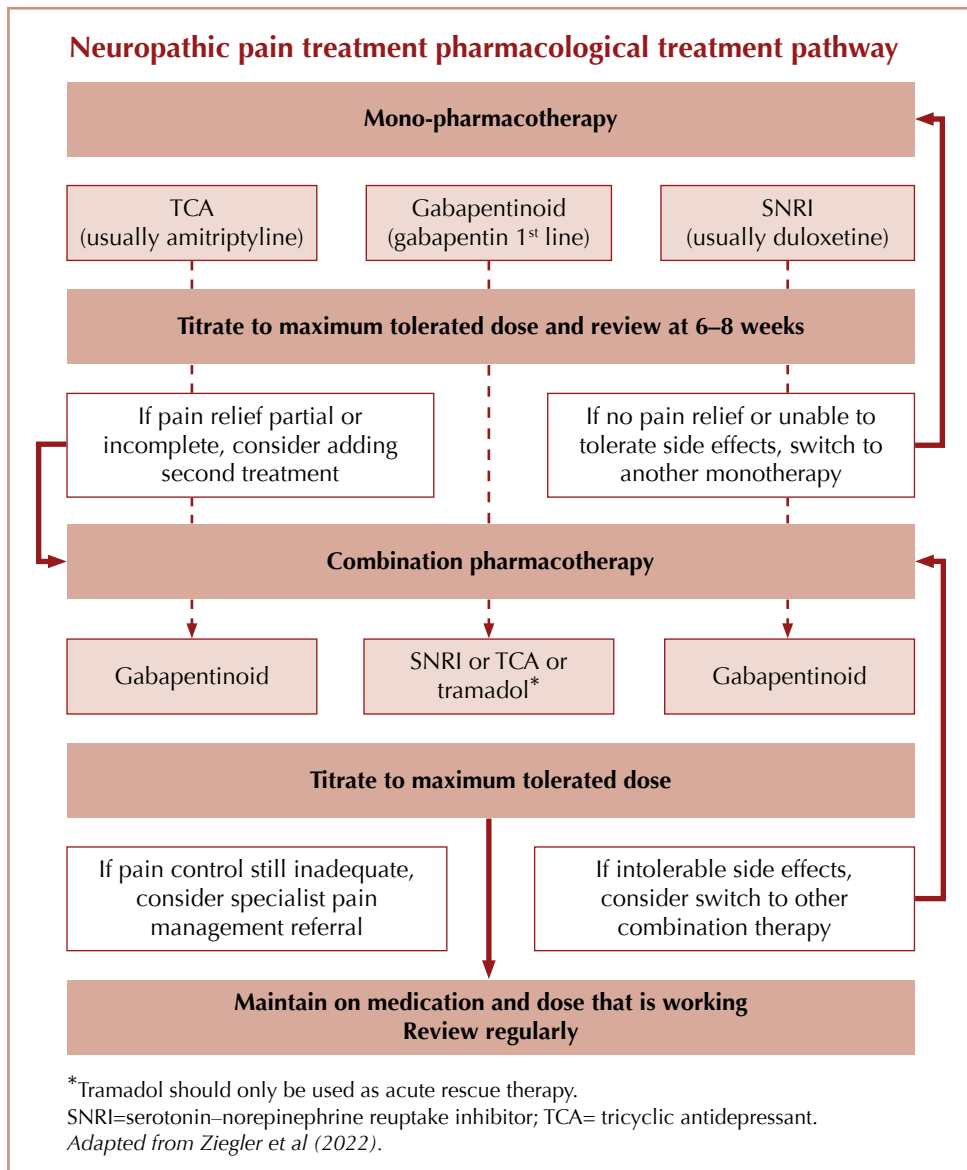 Neuropathic pain treatment pharmacological treatment pathway
Mono-pharmacotherapy
TCA
(usually amitriptyline)
Gabapentinoid
(gabapentin 1st line)
SNRI
(usually duloxetine)
Titrate to maximum tolerated dose and review at 6–8 weeks
If pain relief partial or
incomplete, consider adding
second treatment
If no pain relief or unable to
tolerate side effects, switch to
another monotherapy
Combination pharmacotherapy
Gabapentinoid
SNRI or TCA or
tramadol*
Gabapentinoid
Titrate to maximum tolerated dose
If pain control still inadequate,
consider specialist pain
management referral
If intolerable side effects,
consider switch to other
combination therapy
Maintain on medication and dose that is working
Review regularly
*Tramadol should only be used as acute rescue therapy.
SNRI=serotonin–norepinephrine reuptake inhibitor; TCA= tricyclic antidepressant.
Adapted from Ziegler et al (2022).